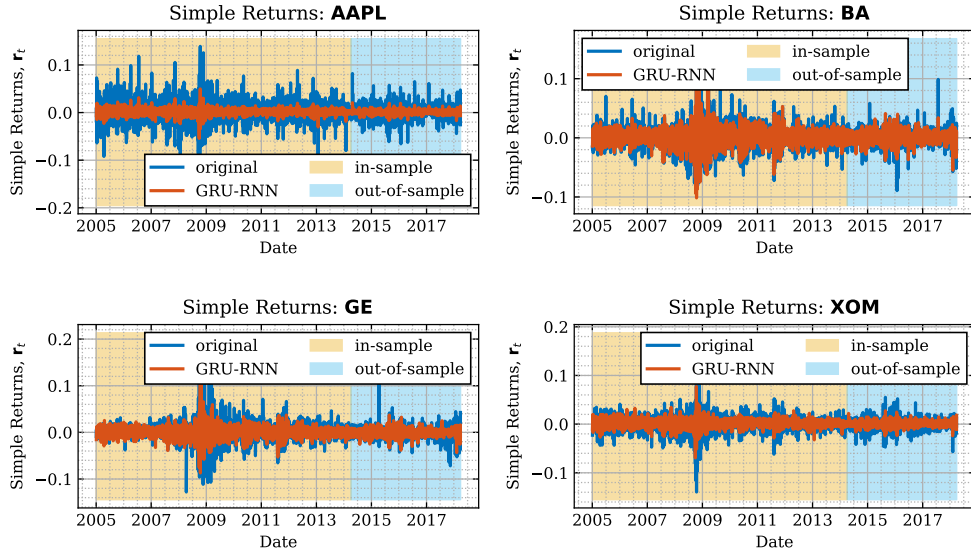 Simple Returns: AAPL
Simple Returns, r_t
0.1
0.0
−0.1
−0.2
original
GRU-RNN
in-sample
out-of-sample
2005 2007 2009 2011 2013 2015 2017
Date
Simple Returns: BA
Simple Returns, r_t
0.1
0.0
−0.1
original
GRU-RNN
in-sample
out-of-sample
2005 2007 2009 2011 2013 2015 2017
Date
Simple Returns: GE
Simple Returns, r_t
0.2
0.1
0.0
−0.1
original
GRU-RNN
in-sample
out-of-sample
2005 2007 2009 2011 2013 2015 2017
Date
Simple Returns: XOM
Simple Returns, r_t
0.2
0.1
0.0
−0.1
original
GRU-RNN
in-sample
out-of-sample
2005 2007 2009 2011 2013 2015 2017
Date